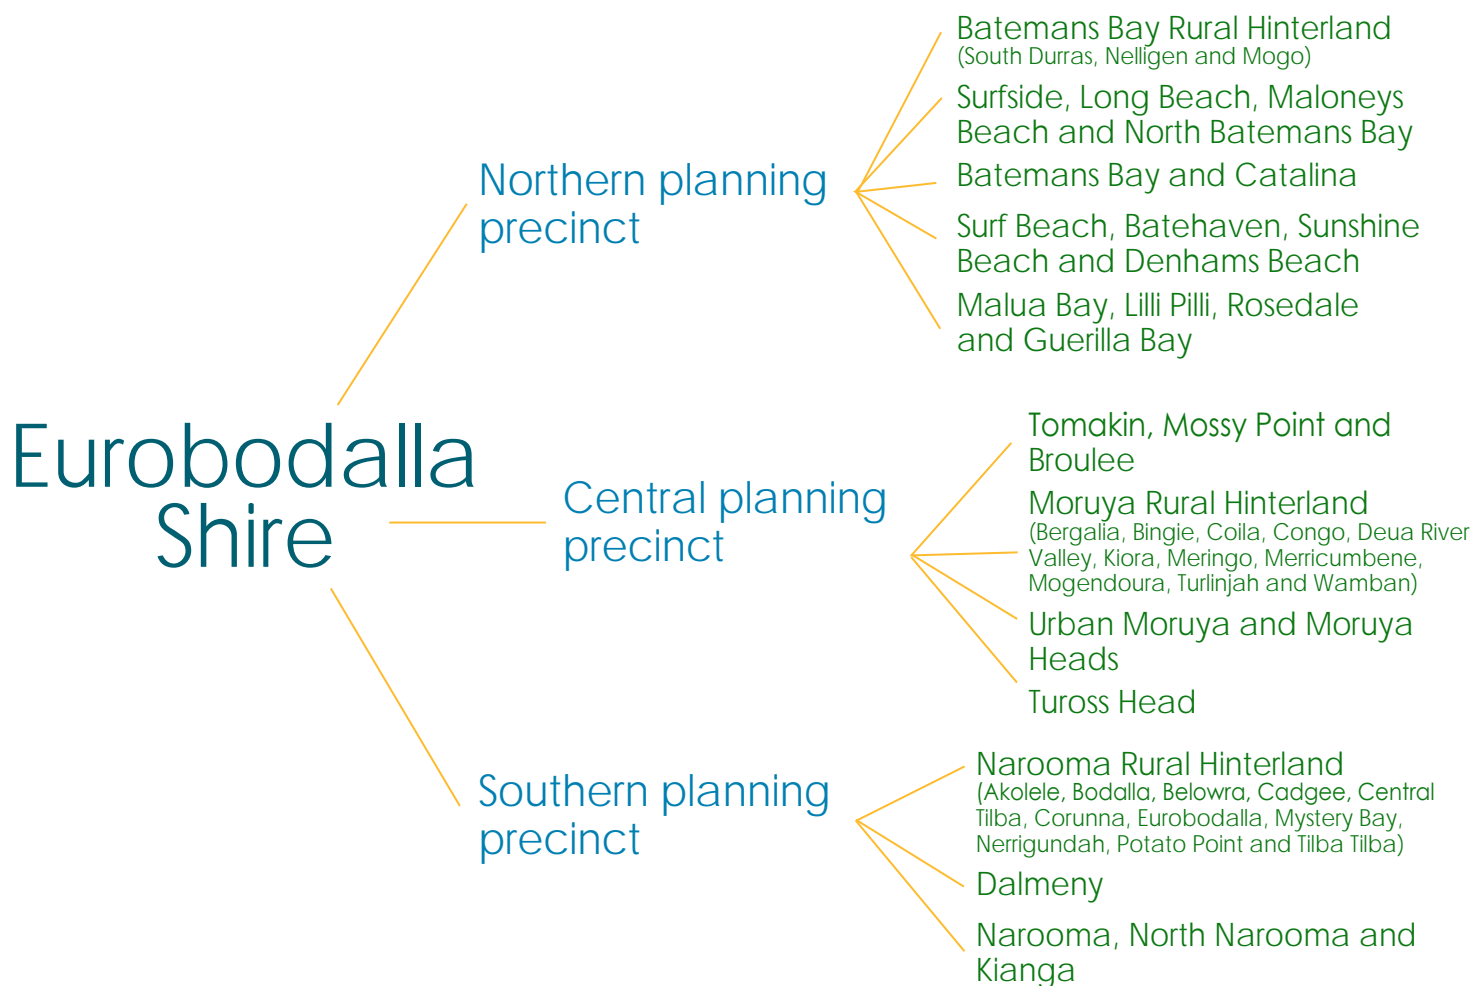 Eurobodalla
Shire
Northern planning
precinct
Batemans Bay Rural Hinterland
(South Durras, Nelligen and Mogo)
Surfside, Long Beach, Maloneys
Beach and North Batemans Bay
Batemans Bay and Catalina
Surf Beach, Batehaven, Sunshine
Beach and Denhams Beach
Malua Bay, Lilli Pilli, Rosedale
and Guerilla Bay
Central planning
precinct
Tomakin, Mossy Point and
Broulee
Moruya Rural Hinterland
(Bergalia, Bingie, Coila, Congo, Deua River
Valley, Kiora, Meringo, Merricumbene,
Mogendoura, Turlinjah and Wamban)
Urban Moruya and Moruya
Heads
Tuross Head
Southern planning
precinct
Narooma Rural Hinterland
(Akolele, Bodalla, Belowra, Cadgee, Central
Tilba, Corunna, Eurobodalla, Mystery Bay,
Nerrigundah, Potato Point and Tilba Tilba)
Dalmeny
Narooma, North Narooma and
Kianga